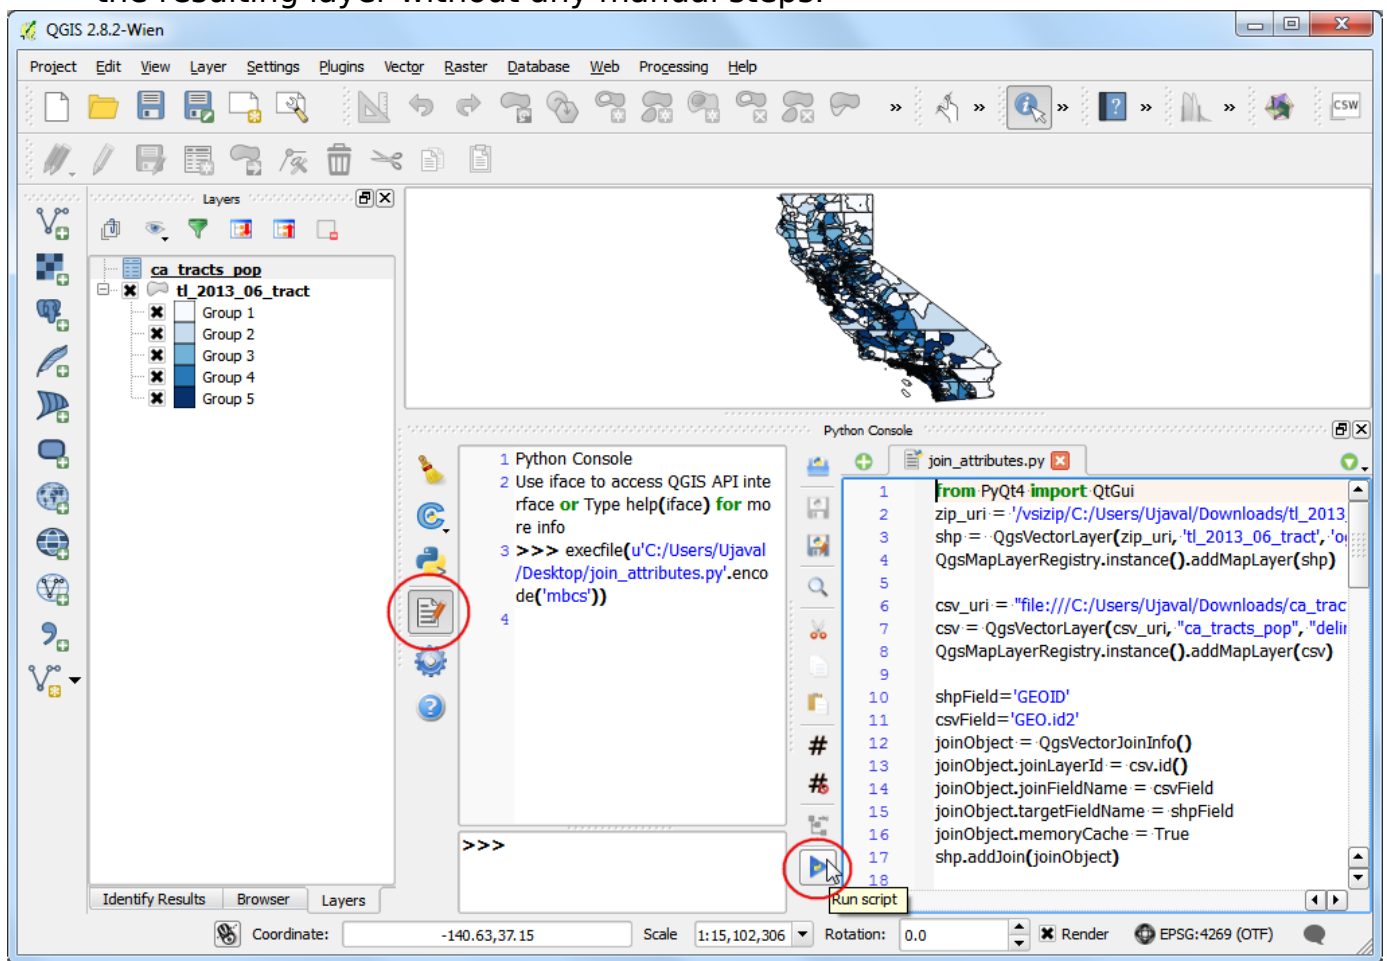 the resulting layer without any manual steps.
QGIS 2.8.2-Wien
Project Edit View Layer Settings Plugins Vector Raster Database Web Processing Help
» » » » » CSW
Layers
ca_tracts_pop
tl_2013_06_tract
Group 1
Group 2
Group 3
Group 4
Group 5
Identify Results Browser Layers
Python Console
1 Python Console
2 Use iface to access QGIS API inte
rface or Type help(iface) for mo
re info
3 >>> execfile(u'C:/Users/Ujaval
/Desktop/join_attributes.py'.enco
de('mbcs'))
4
>>>
join_attributes.py
1 from PyQt4 import QtGui
2 zip_uri = '/vsizip/C:/Users/Ujaval/Downloads/tl_2013_
3 shp = QgsVectorLayer(zip_uri, 'tl_2013_06_tract', 'o
4 QgsMapLayerRegistry.instance().addMapLayer(shp)
5
6 csv_uri = "file:///C:/Users/Ujaval/Downloads/ca_trac
7 csv = QgsVectorLayer(csv_uri, "ca_tracts_pop", "deli
8 QgsMapLayerRegistry.instance().addMapLayer(csv)
9
10 shpField='GEOID'
11 csvField='GEO.id2'
12 joinObject = QgsVectorJoinInfo()
13 joinObject.joinLayerId = csv.id()
14 joinObject.joinFieldName = csvField
15 joinObject.targetFieldName = shpField
16 joinObject.memoryCache = True
17 shp.addJoin(joinObject)
18
Run script
Coordinate: -140.63,37.15 Scale 1:15,102,306 Rotation: 0.0 Render EPSG:4269 (OTF)